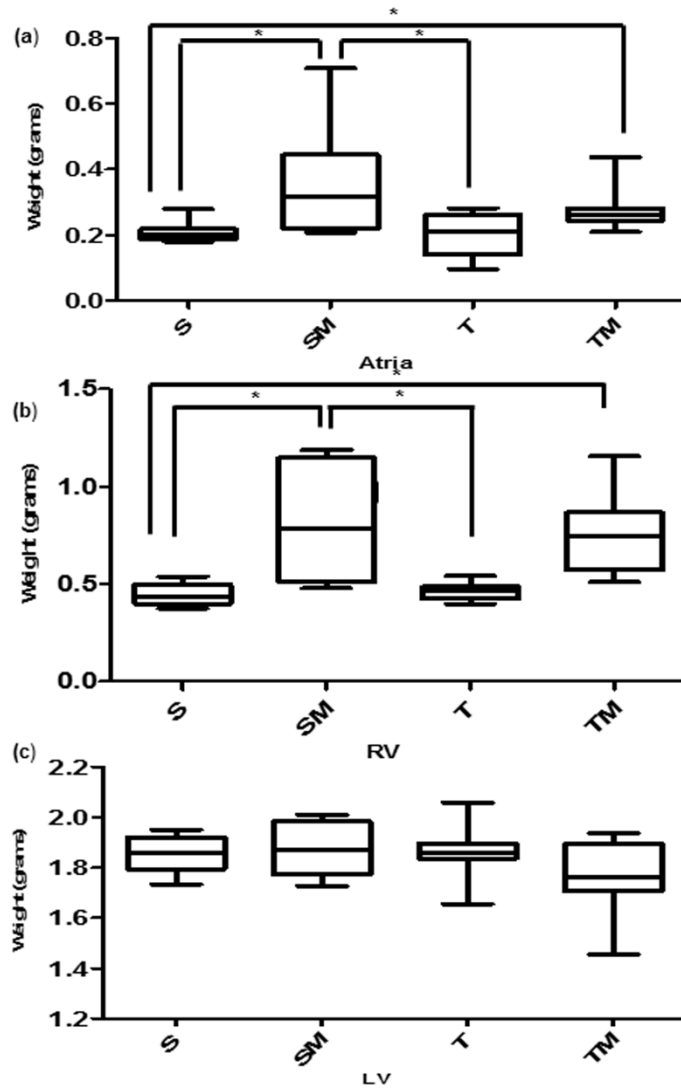 (a)
*
* *
0.8
0.6
0.4
0.2
0.0
Weight (grams)
S SM T TM
Atria
(b)
*
* *
1.5
1.0
0.5
0.0
Weight (grams)
S SM T TM
RV
(c)
2.2
2.0
1.8
1.6
1.4
1.2
Weight (grams)
S SM T TM
LV